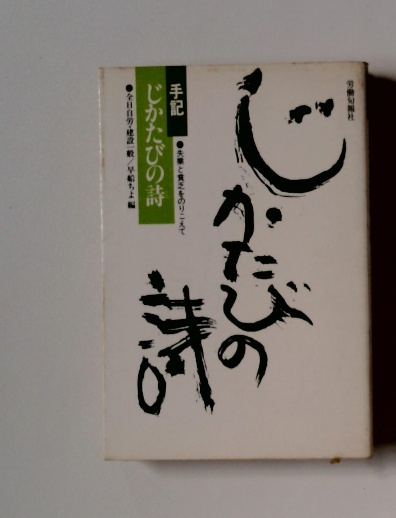 労働旬報社
じかたびの
詩
手記
じかたびの詩
●失業と貧乏をのりこえて
●全日自労・建設一般／早船ちよ 編